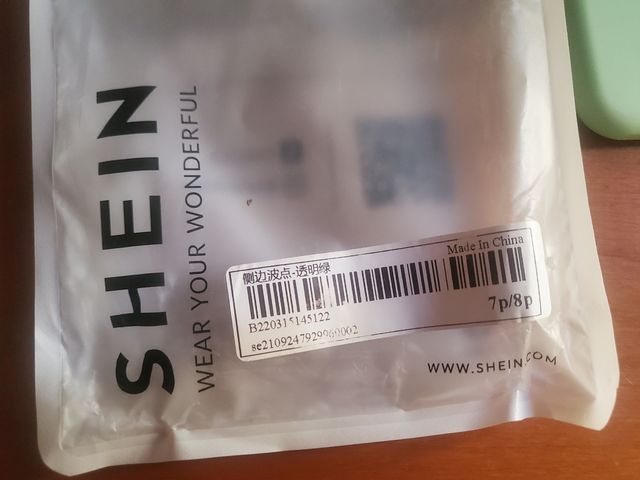 SHEIN
WEAR YOUR WONDERFUL
Made In China
侧边波点-透明绿
B220315145122
7p/8p
WWW.SHEIN.COM